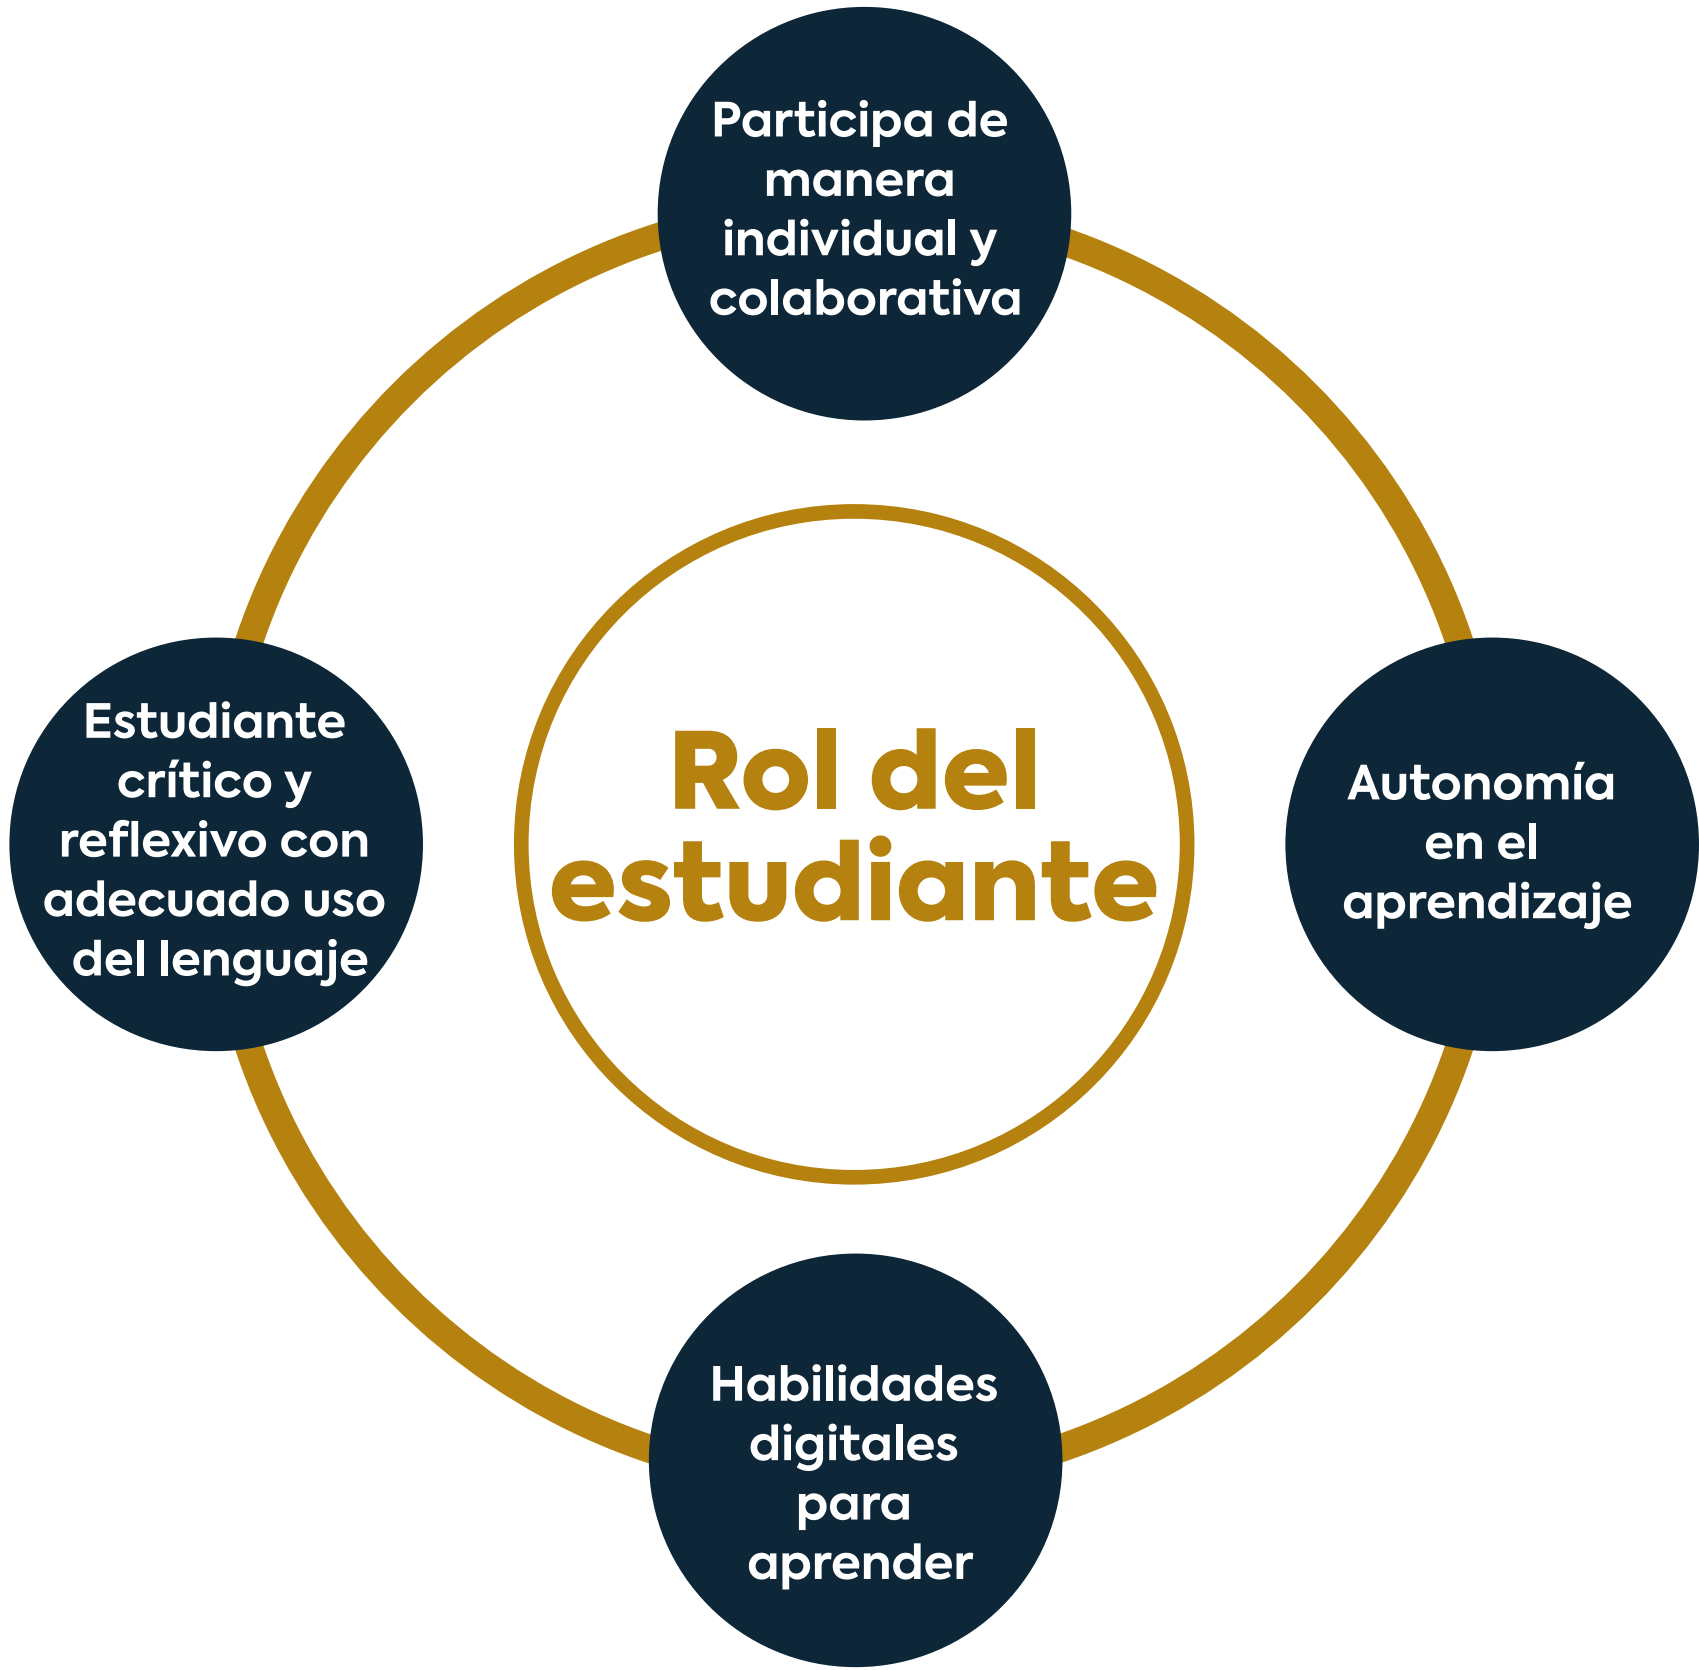 Participa de
manera
individual y
colaborativa
Estudiante
crítico y
reflexivo con
adecuado uso
del lenguaje
Rol del
estudiante
Autonomía
en el
aprendizaje
Habilidades
digitales
para
aprender